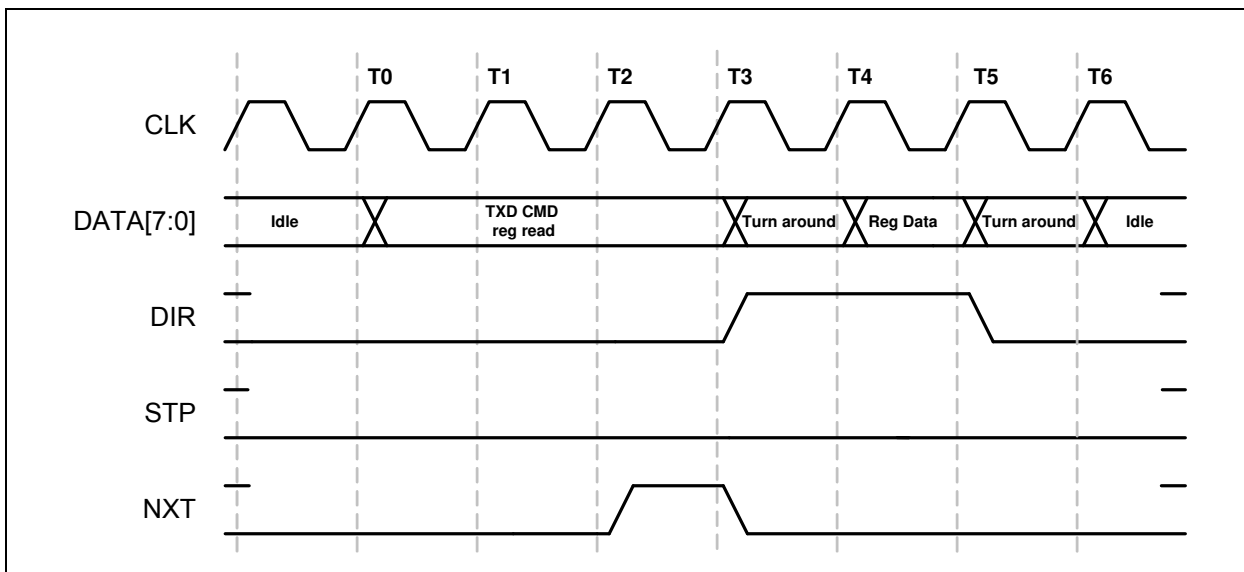 T0 T1 T2 T3 T4 T5 T6
CLK
DATA[7:0]
Idle
TXD CMD
reg read
Turn around
Reg Data
Turn around
Idle
DIR
STP
NXT